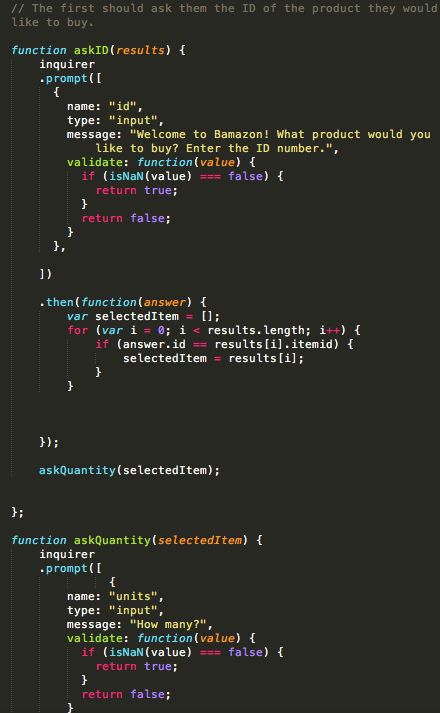 // The first should ask them the ID of the product they would
like to buy.
function askID(results) {
inquirer
.prompt([
{
name: "id",
type: "input",
message: "Welcome to Bamazon! What product would you
like to buy? Enter the ID number.",
validate: function(value) {
if (isNaN(value) === false) {
return true;
}
return false;
}
},
])
.then(function(answer) {
var selectedItem = [];
for (var i = 0; i < results.length; i++) {
if (answer.id == results[i].itemid) {
selectedItem = results[i];
}
}
});
askQuantity(selectedItem);
};
function askQuantity(selectedItem) {
inquirer
.prompt([
{
name: "units",
type: "input",
message: "How many?",
validate: function(value) {
if (isNaN(value) === false) {
return true;
}
return false;
}